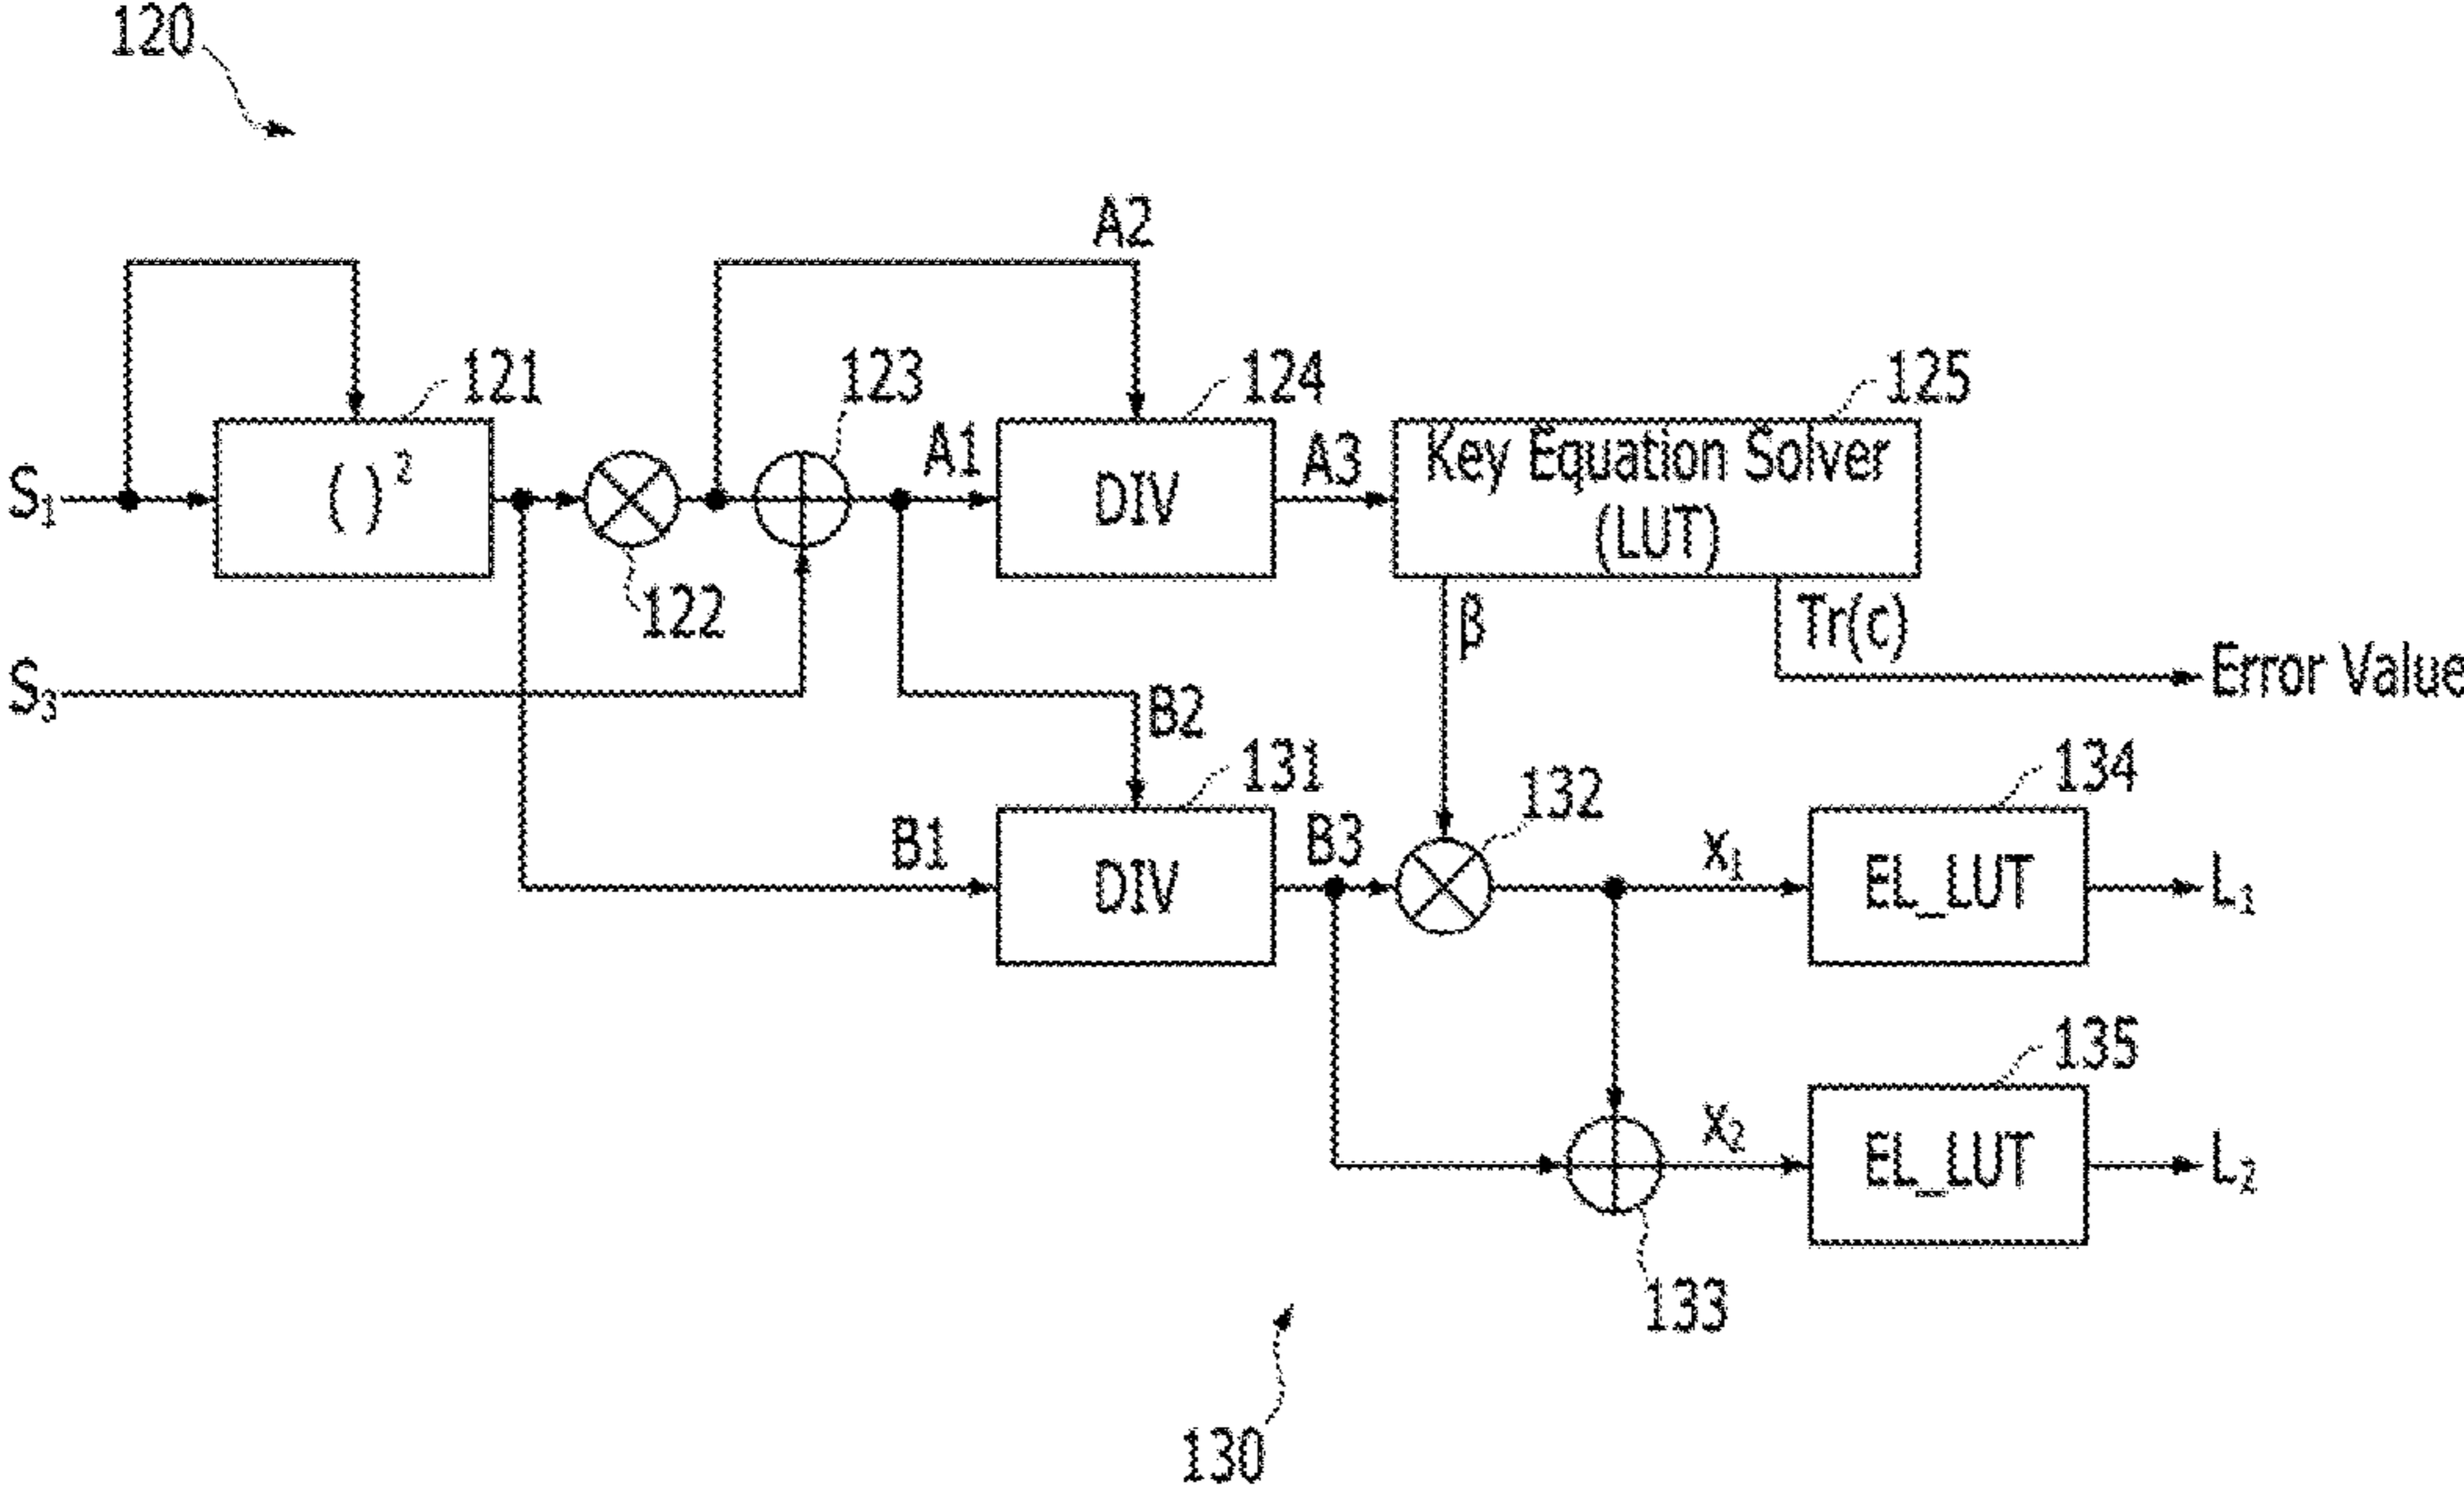 120
A2
121
123
124
125
S₁
( )²
A1
DIV
A3
Key Equation Solver
(LUT)
122
β
Tr(c)
S₃
Error Value
B2
131
132
134
B1
DIV
B3
x₁
EL_LUT
L₁
135
x₂
EL_LUT
L₂
133
130